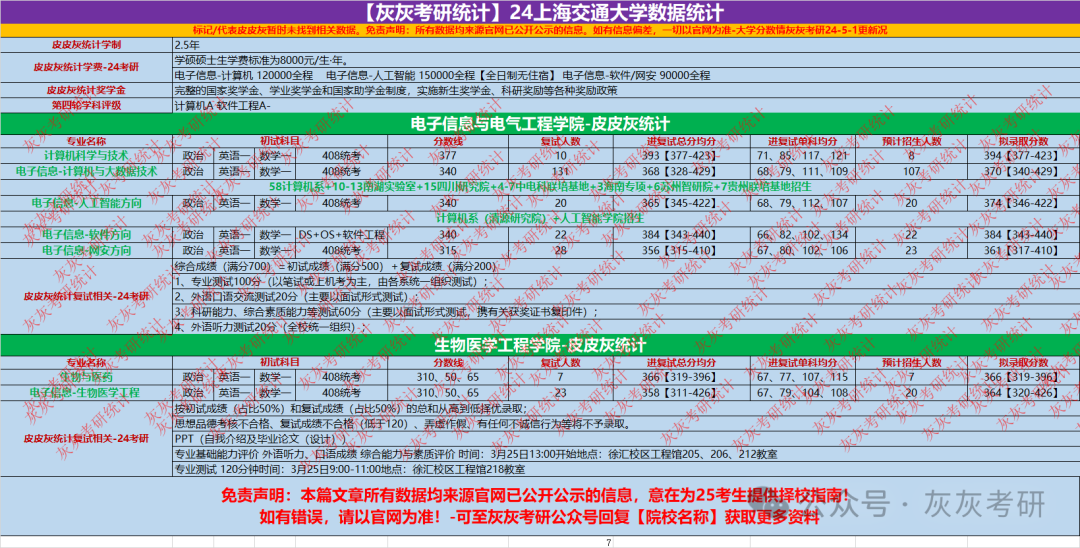 【灰灰考研统计】24上海交通大学数据统计
标记/代表皮皮灰暂时未找到相关数据。免责声明：所有数据均来源官网已公开公示的信息。如有信息偏差，一切以官网为准-大学分数情灰灰考研24-5-1更新况
皮皮灰统计学制 2.5年
皮皮灰统计学费-24考研 学硕硕士生学费标准为8000元/生·年。
电子信息-计算机 120000全程 电子信息-人工智能 150000全程【全日制无住宿】 电子信息-软件/网安 90000全程
皮皮灰统计奖学金 完整的国家奖学金、学业奖学金和国家助学金制度，实施新生奖学金、科研奖励等各种奖励政策
第四轮学科评级 计算机A 软件工程A-
电子信息与电气工程学院-皮皮灰统计
专业名称 初试科目 分数线 复试人数 进复试总分均分 进复试单科均分 预计招生人数 拟录取分数
计算机科学与技术 政治 英语一 数学一 408统考 377 10 393【377-423】 71、85、117、121 8 394【377-423】
电子信息-计算机与大数据技术 政治 英语一 数学一 408统考 340 131 368【328-429】 68、79、111、109 107 370【340-429】
58计算机系+10-13南湖实验室+15四川研究院+4-7中电科联培基地+3海南专项+6苏州智研院+7贵州联培基地招生
电子信息-人工智能方向 政治 英语一 数学一 408统考 340 20 365【345-422】 68、79、112、107 20 374【346-422】
计算机系（清源研究院）+人工智能学院招生
电子信息-软件方向 政治 英语一 数学一 DS+OS+软件工程 340 22 384【343-440】 66、82、102、134 22 384【343-440】
电子信息-网安方向 政治 英语一 数学一 408统考 315 28 356【315-410】 67、80、102、106 23 361【317-410】
皮皮灰统计复试相关-24考研 综合成绩（满分700）=初试成绩（满分500）+复试成绩（满分200）
1、专业测试100分（以笔试或上机考为主，由各系统一组织测试）；
2、外语口语交流测试20分（主要以面试形式测试）；
3、科研能力、综合素质能力等测试60分（主要以面试形式测试，携有关获奖证书复印件）；
4、外语听力测试20分（全校统一组织）；
生物医学工程学院-皮皮灰统计
专业名称 初试科目 分数线 复试人数 进复试总分均分 进复试单科均分 预计招生人数 拟录取分数
生物与医药 政治 英语一 数学一 408统考 310、50、65 7 366【319-396】 67、77、107、115 7 366【319-396】
电子信息-生物医学工程 政治 英语一 数学一 408统考 310、50、65 23 358【311-426】 67、79、104、108 20 364【320-426】
皮皮灰统计复试相关-24考研 按初试成绩（占比50%）和复试成绩（占比50%）的总和从高到低择优录取；
思想品德考核不合格、复试成绩不合格（低于120）、弄虚作假、有任何不诚信行为等将不予录取。
PPT（自我介绍及毕业论文（设计））
专业基础能力评价 外语听力、口语成绩 综合能力与素质评价 时间：3月25日13:00开始地点：徐汇校区工程馆205、206、212教室
专业测试 120分钟时间：3月25日9:00-11:00地点：徐汇校区工程馆218教室
免责声明：本篇文章所有数据均来源官网已公开公示的信息，意在为25考生提供择校指南！
如有错误，请以官网为准！-可至灰灰考研公众号回复【院校名称】获取更多资料
公众号·灰灰考研
7